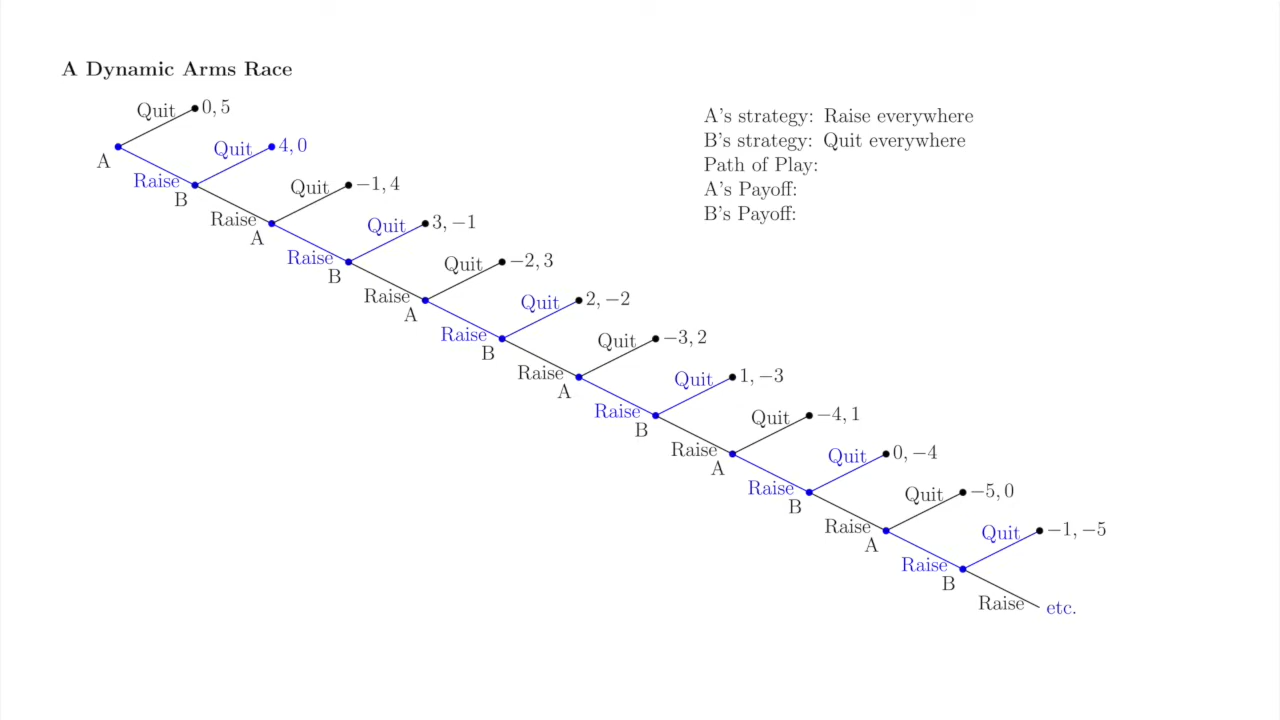 A Dynamic Arms Race
Quit 0, 5
A's strategy: Raise everywhere
B's strategy: Quit everywhere
Path of Play:
A's Payoff:
B's Payoff:
A
Quit 4, 0
Raise
B
Quit −1, 4
Raise
A
Quit 3, −1
Raise
B
Quit −2, 3
Raise
A
Quit 2, −2
Raise
B
Quit −3, 2
Raise
A
Quit 1, −3
Raise
B
Quit −4, 1
Raise
A
Quit 0, −4
Raise
B
Quit −5, 0
Raise
A
Quit −1, −5
Raise
B
Raise etc.